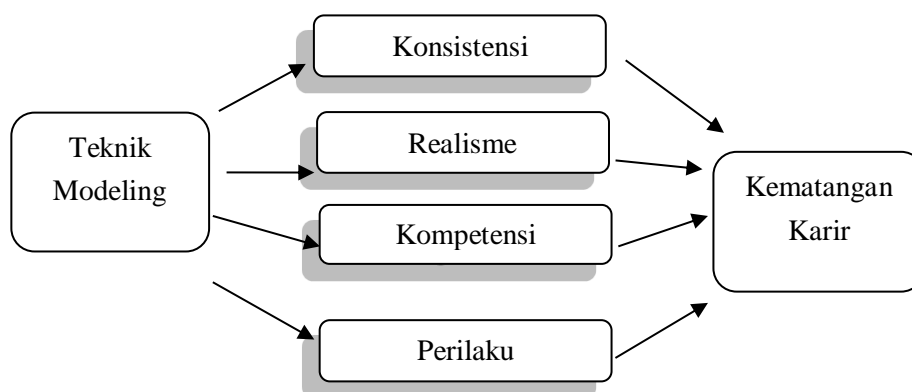 Konsistensi
Teknik
Modeling
Realisme
Kompetensi
Perilaku
Kematangan
Karir